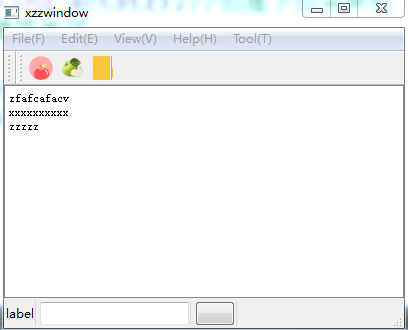 xzzwindow
File(F) Edit(E) View(V) Help(H) Tool(T)
zfafcafacv
xxxxxxxxxx
zzzzz
label